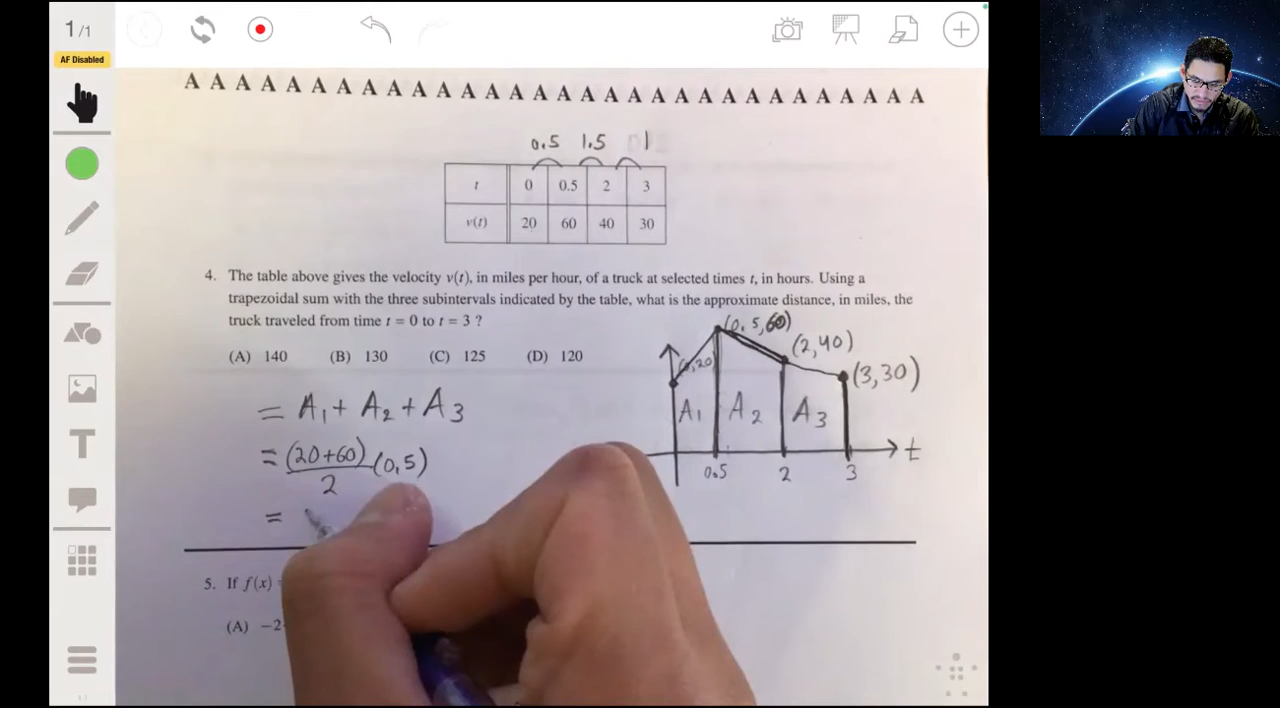 1/1
AF Disabled
A A A A A A A A A A A A A A A A A A A A A A A A A A A A A A A
0.5 1.5 1
t 0 0.5 2 3
v(t) 20 60 40 30
4. The table above gives the velocity v(t), in miles per hour, of a truck at selected times t, in hours. Using a
trapezoidal sum with the three subintervals indicated by the table, what is the approximate distance, in miles, the
truck traveled from time t = 0 to t = 3 ?
(A) 140 (B) 130 (C) 125 (D) 120
= A₁ + A₂ + A₃
= (20+60)/2 (0.5)
=
(0.5,60)
(2,40)
(3,30)
(0,20)
A₁ A₂ A₃
t
0.5 2 3
5. If f(x) =
(A) −2
T